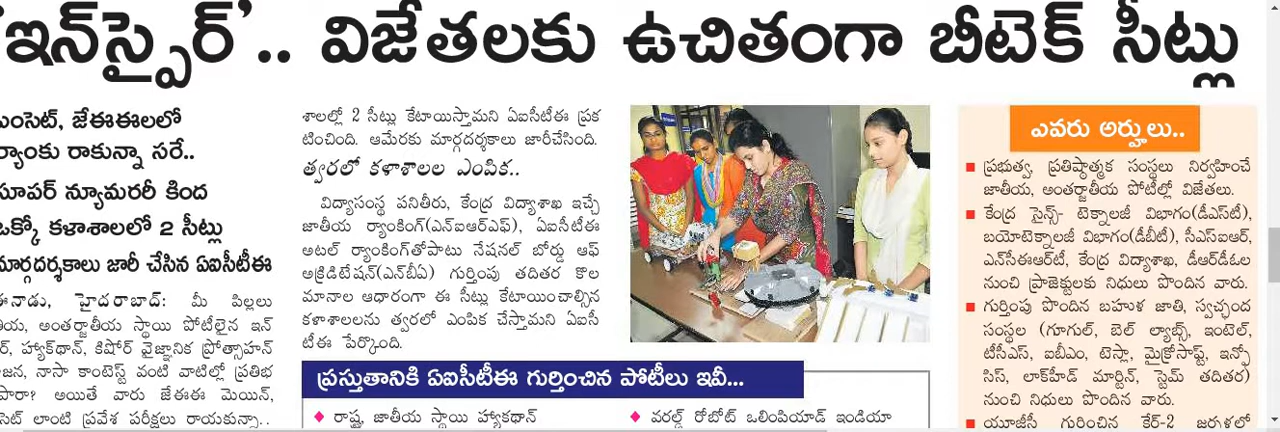 ‘ఇన్‌స్పైర్’.. విజేతలకు ఉచితంగా బీటెక్ సీట్లు
ఎంసెట్, జేఈఈలలో
ర్యాంకు రాకున్నా సరే..
సూపర్ న్యూమరరీ కింద
ఒక్కో కళాశాలలో 2 సీట్లు
మార్గదర్శకాలు జారీ చేసిన ఏఐసీటీఈ
ఈనాడు, హైదరాబాద్: మీ పిల్లలు
అంతర్జాతీయ స్థాయి పోటీలైన ఇన్
హ్యాక్‌థాన్, కిషోర్ వైజ్ఞానిక ప్రోత్సాహన్
నాసా కాంటెస్ట్ వంటి వాటిల్లో ప్రతిభ
అయితే వారు జేఈఈ మెయిన్,
లాంటి ప్రవేశ పరీక్షలు రాయకున్నా..
శాలల్లో 2 సీట్లు కేటాయిస్తామని ఏఐసీటీఈ ప్రక
టించింది. ఆమేరకు మార్గదర్శకాలు జారీచేసింది.
త్వరలో కళాశాలల ఎంపిక..
విద్యాసంస్థ పనితీరు, కేంద్ర విద్యాశాఖ ఇచ్చే
జాతీయ ర్యాంకింగ్(ఎన్ఐఆర్ఎఫ్), ఏఐసీటీఈ
అటల్ ర్యాంకింగ్‌తోపాటు నేషనల్ బోర్డు ఆఫ్
అక్రిడిటేషన్(ఎన్‌బీఏ) గుర్తింపు తదితర కొల
మానాల ఆధారంగా ఈ సీట్లు కేటాయించాల్సిన
కళాశాలలను త్వరలో ఎంపిక చేస్తామని ఏఐసీ
టీఈ పేర్కొంది.
ప్రస్తుతానికి ఏఐసీటీఈ గుర్తించిన పోటీలు ఇవీ...
♦ రాష్ట్ర, జాతీయ స్థాయి హ్యాకథాన్
♦ వరల్డ్ రోబోట్ ఒలింపియాడ్ ఇండియా
ఎవరు అర్హులు..
■ ప్రభుత్వ, ప్రతిష్ఠాత్మక సంస్థలు నిర్వహించే
జాతీయ, అంతర్జాతీయ పోటీల్లో విజేతలు.
■ కేంద్ర సైన్స్- టెక్నాలజీ విభాగం(డీఎస్‌టీ),
బయోటెక్నాలజీ విభాగం(డీబీటీ), సీఎస్ఐఆర్,
ఎన్‌సీఈఆర్‌టీ, కేంద్ర విద్యాశాఖ, డీఆర్‌డీఓల
నుంచి ప్రాజెక్టులకు నిధులు పొందిన వారు.
■ గుర్తింపు పొందిన బహుళ జాతి, స్వచ్ఛంద
సంస్థల (గూగుల్, బెల్ ల్యాబ్స్, ఇంటెల్,
టీసీఎస్, ఐబీఎం, టెస్లా, మైక్రోసాఫ్ట్, ఇన్ఫో
సిస్, లాక్‌హీడ్ మార్టిన్, స్టెమ్ తదితర)
నుంచి నిధులు పొందిన వారు.
■ యూజీసీ గుర్తించిన కేర్-2 జర్నల్‌లో